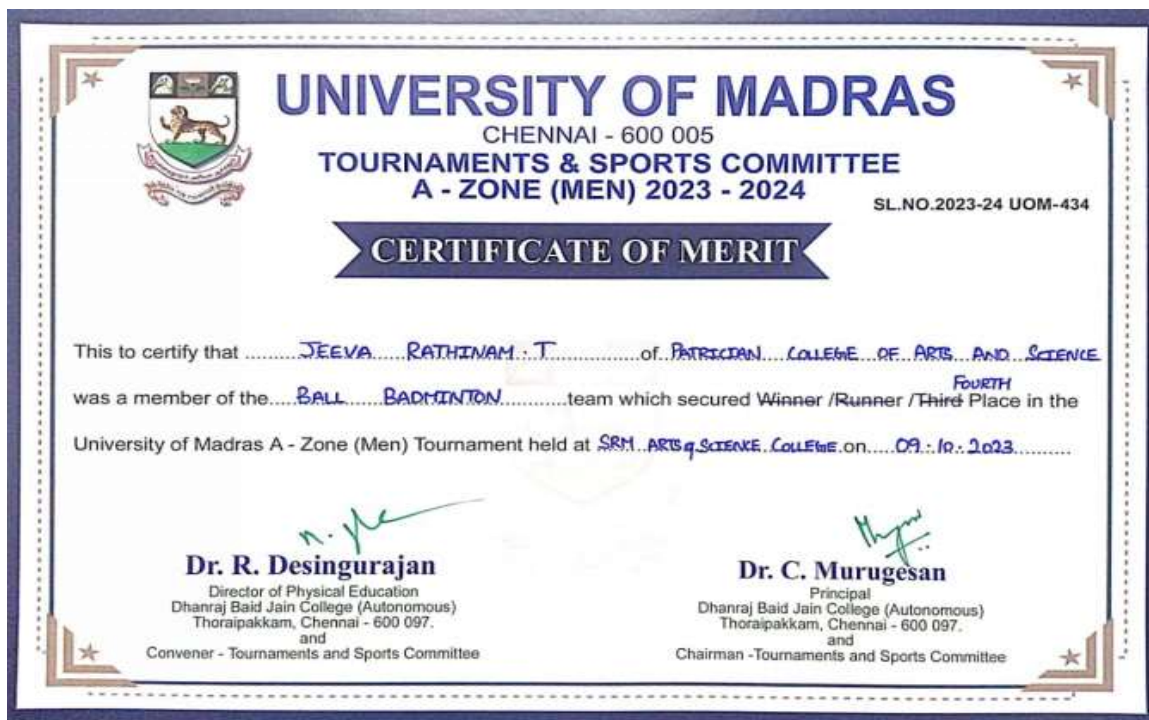 UNIVERSITY OF MADRAS
CHENNAI - 600 005
TOURNAMENTS & SPORTS COMMITTEE
A - ZONE (MEN) 2023 - 2024
SL.NO.2023-24 UOM-434
CERTIFICATE OF MERIT
This to certify that ..........JEEVA RATHINAM . T..............of PATRICIAN COLLEGE OF ARTS AND SCIENCE
FOURTH
was a member of the.....BALL BADMINTON...........team which secured Winner /Runner /Third Place in the
University of Madras A - Zone (Men) Tournament held at SRM ARTS & SCIENCE COLLEGE on.....09.10.2023..........
Dr. R. Desingurajan
Director of Physical Education
Dhanraj Baid Jain College (Autonomous)
Thoraipakkam, Chennai - 600 097.
and
Convener - Tournaments and Sports Committee
Dr. C. Murugesan
Principal
Dhanraj Baid Jain College (Autonomous)
Thoraipakkam, Chennai - 600 097.
and
Chairman -Tournaments and Sports Committee